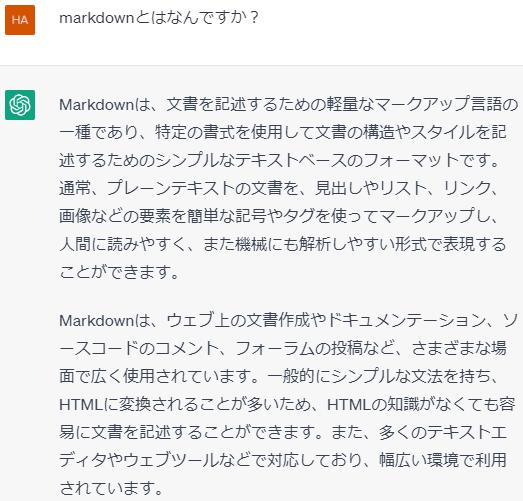 HA
markdownとはなんですか？
Markdownは、文書を記述するための軽量なマークアップ言語の
一種であり、特定の書式を使用して文書の構造やスタイルを記
述するためのシンプルなテキストベースのフォーマットです。
通常、プレーンテキストの文書を、見出しやリスト、リンク、
画像などの要素を簡単な記号やタグを使ってマークアップし、
人間に読みやすく、また機械にも解析しやすい形式で表現する
ことができます。
Markdownは、ウェブ上の文書作成やドキュメンテーション、ソ
ースコードのコメント、フォーラムの投稿など、さまざまな場
面で広く使用されています。一般的にシンプルな文法を持ち、
HTMLに変換されることが多いため、HTMLの知識がなくても容
易に文書を記述することができます。また、多くのテキストエ
ディタやウェブツールなどで対応しており、幅広い環境で利用
されています。